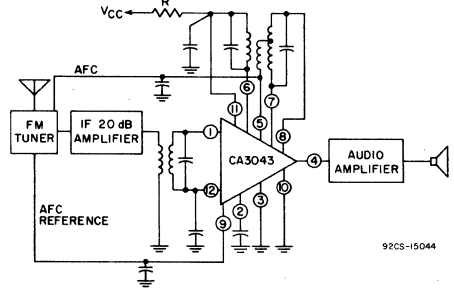 VCC
R
AFC
6
7
11
5
8
FM
TUNER
IF 20 dB
AMPLIFIER
1
CA3043
4
AUDIO
AMPLIFIER
12
10
2
3
9
AFC
REFERENCE
92CS-15044